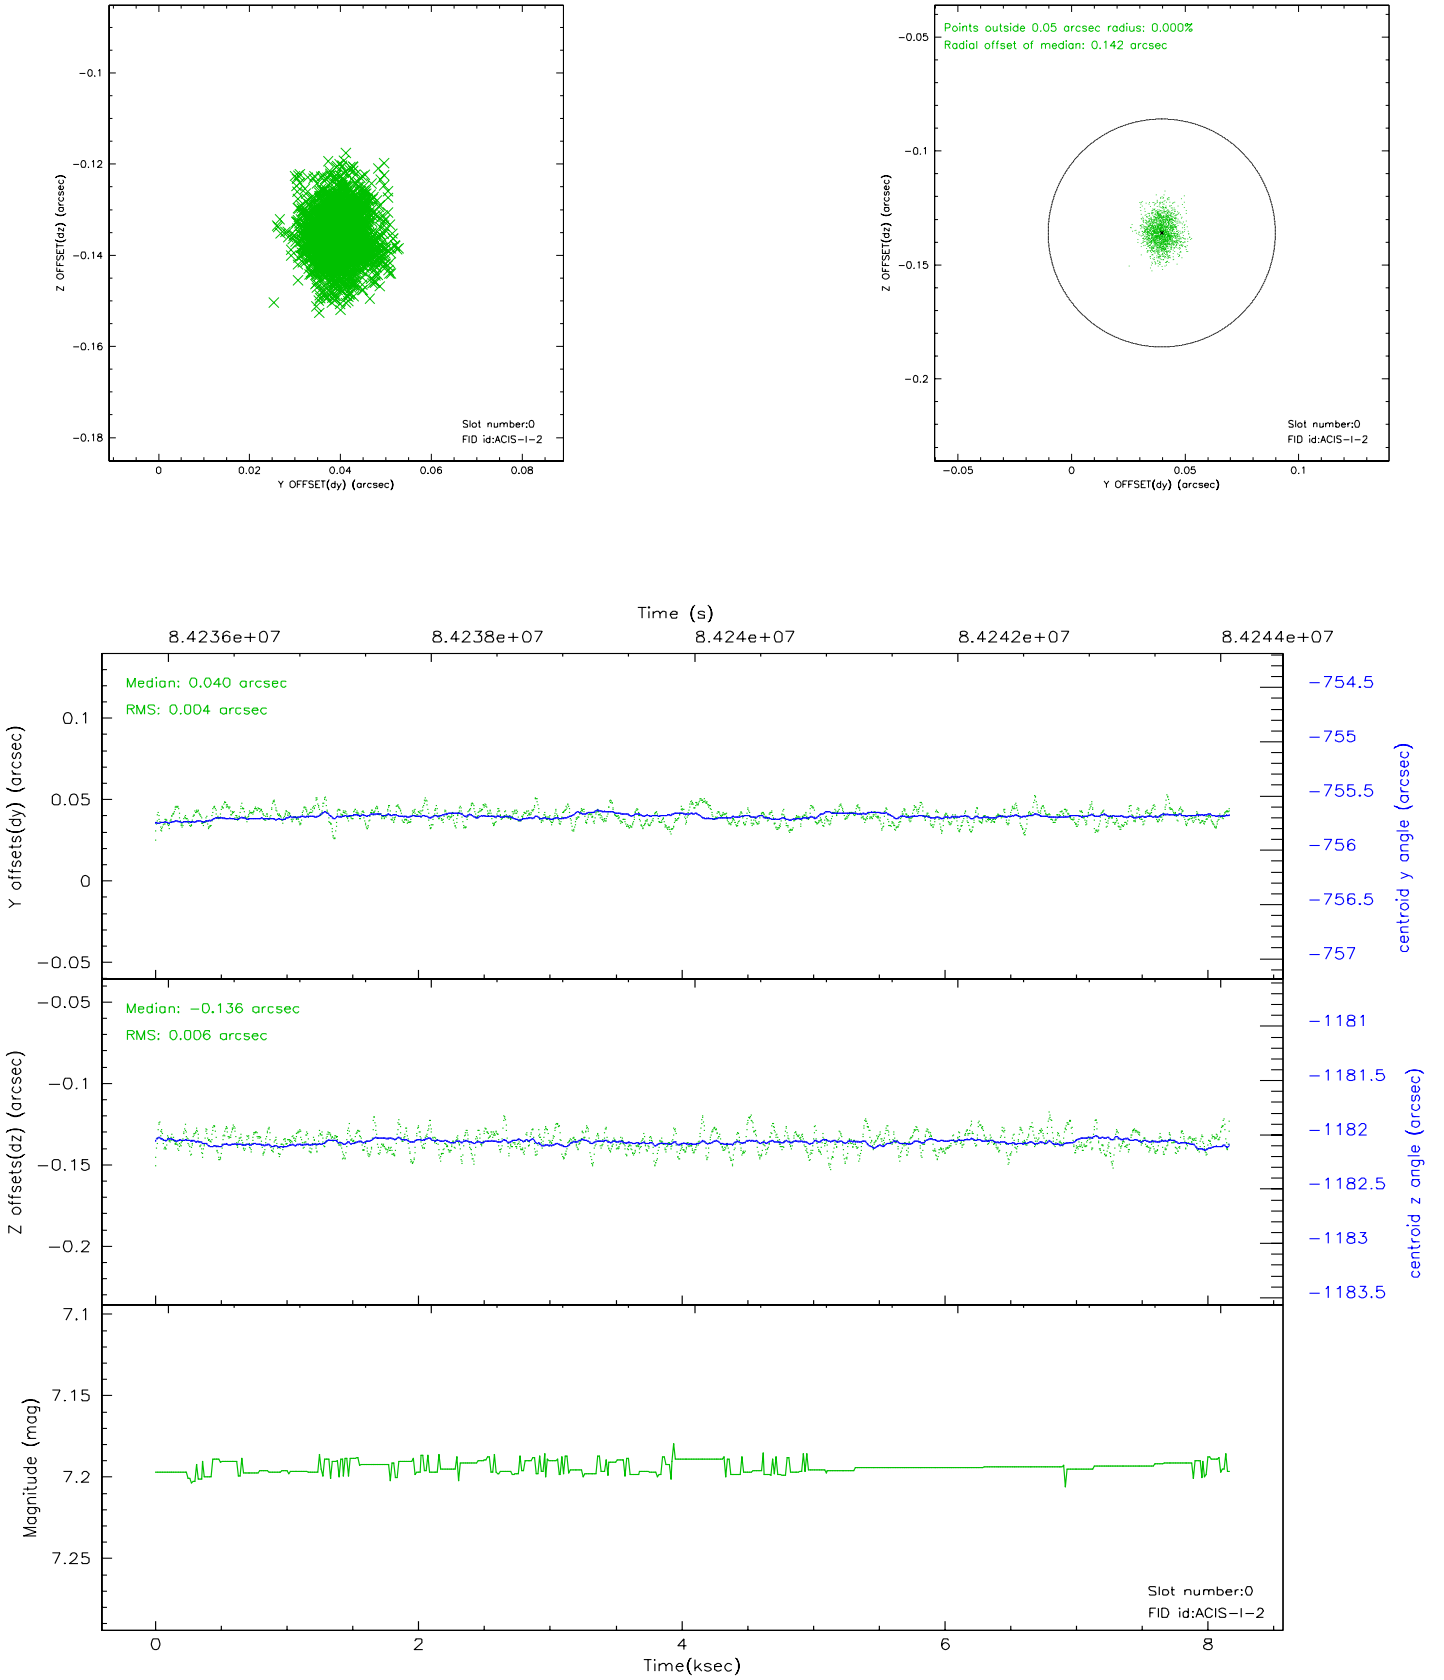 −0.1
−0.12
−0.14
−0.16
−0.18
Z OFFSET(dz) (arcsec)
Slot number:0
FID id:ACIS−I−2
0 0.02 0.04 0.06 0.08
Y OFFSET(dy) (arcsec)
Points outside 0.05 arcsec radius: 0.000%
Radial offset of median: 0.142 arcsec
−0.05
−0.1
−0.15
−0.2
Z OFFSET(dz) (arcsec)
Slot number:0
FID id:ACIS−I−2
−0.05 0 0.05 0.1
Y OFFSET(dy) (arcsec)
Time (s)
8.4236e+07 8.4238e+07 8.424e+07 8.4242e+07 8.4244e+07
Median: 0.040 arcsec
RMS: 0.004 arcsec
0.1
0.05
0
−0.05
Y offsets(dy) (arcsec)
−754.5
−755
−755.5
−756
−756.5
−757
centroid y angle (arcsec)
Median: −0.136 arcsec
RMS: 0.006 arcsec
−0.05
−0.1
−0.15
−0.2
Z offsets(dz) (arcsec)
−1181
−1181.5
−1182
−1182.5
−1183
−1183.5
centroid z angle (arcsec)
7.1
7.15
7.2
7.25
Magnitude (mag)
Slot number:0
FID id:ACIS−I−2
0 2 4 6 8
Time(ksec)